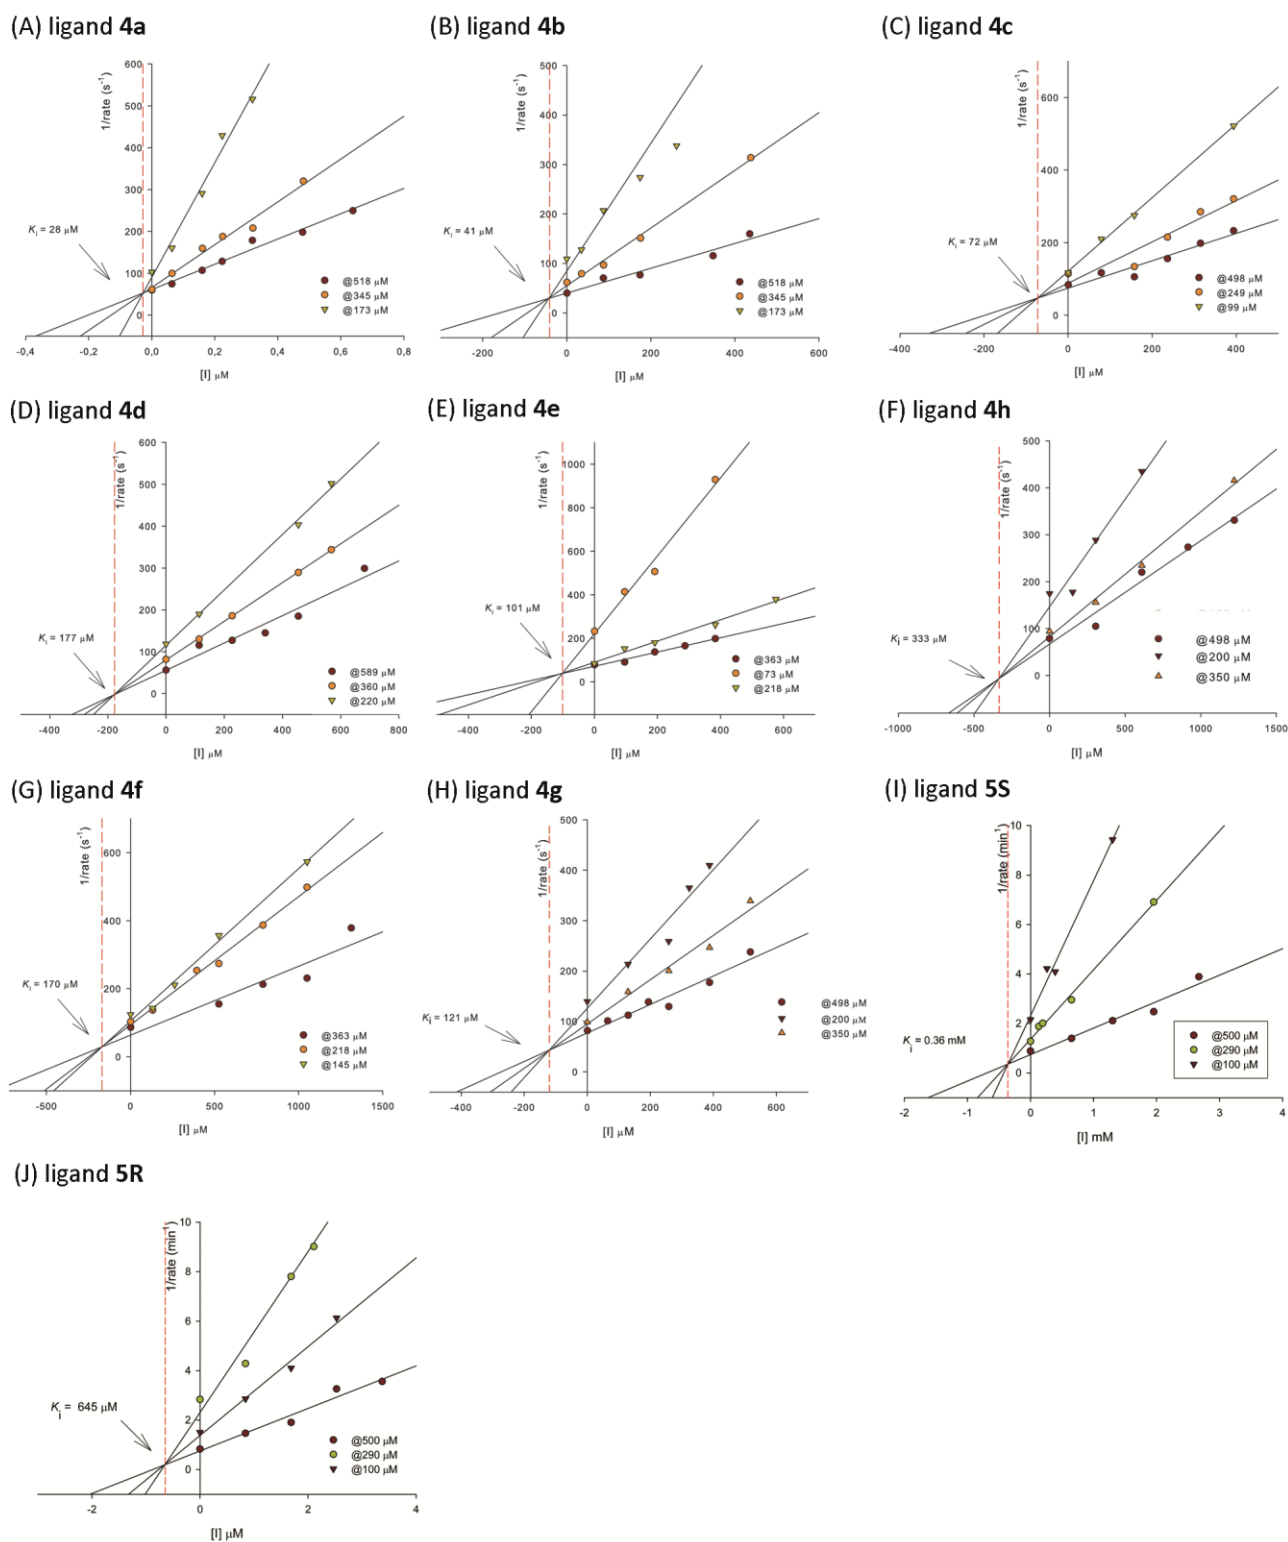 (A) ligand 4a
1/rate (s-1)
600
500
400
300
200
100
0
Ki = 28 µM
@518 µM
@345 µM
@173 µM
-0,4
-0,2
0,0
0,2
0,4
0,6
0,8
[I] µM
(B) ligand 4b
1/rate (s-1)
500
400
300
200
100
0
Ki = 41 µM
@518 µM
@345 µM
@173 µM
-200
0
200
400
600
[I] µM
(C) ligand 4c
1/rate (s-1)
600
400
200
0
Ki = 72 µM
@498 µM
@249 µM
@99 µM
-400
-200
0
200
400
[I] µM
(D) ligand 4d
1/rate (s-1)
600
500
400
300
200
100
0
Ki = 177 µM
@589 µM
@360 µM
@220 µM
-400
-200
0
200
400
600
800
[I] µM
(E) ligand 4e
1/rate (s-1)
1000
800
600
400
200
0
Ki = 101 µM
@363 µM
@73 µM
@218 µM
-400
-200
0
200
400
600
[I] µM
(F) ligand 4h
1/rate (s-1)
500
400
300
200
100
0
Ki = 333 µM
@498 µM
@200 µM
@350 µM
-1000
-500
0
500
1000
1500
[I] µM
(G) ligand 4f
1/rate (s-1)
600
400
200
0
Ki = 170 µM
@363 µM
@218 µM
@145 µM
-500
0
500
1000
1500
[I] µM
(H) ligand 4g
1/rate (s-1)
500
400
300
200
100
0
Ki = 121 µM
@498 µM
@200 µM
@350 µM
-400
-200
0
200
400
600
[I] µM
(I) ligand 5S
1/rate (min-1)
10
8
6
4
2
0
Ki = 0.36 mM
@500 µM
@290 µM
@100 µM
-2
-1
0
1
2
3
4
[I] mM
(J) ligand 5R
1/rate (min-1)
10
8
6
4
2
0
Ki = 645 µM
@500 µM
@290 µM
@100 µM
-2
0
2
4
[I] µM